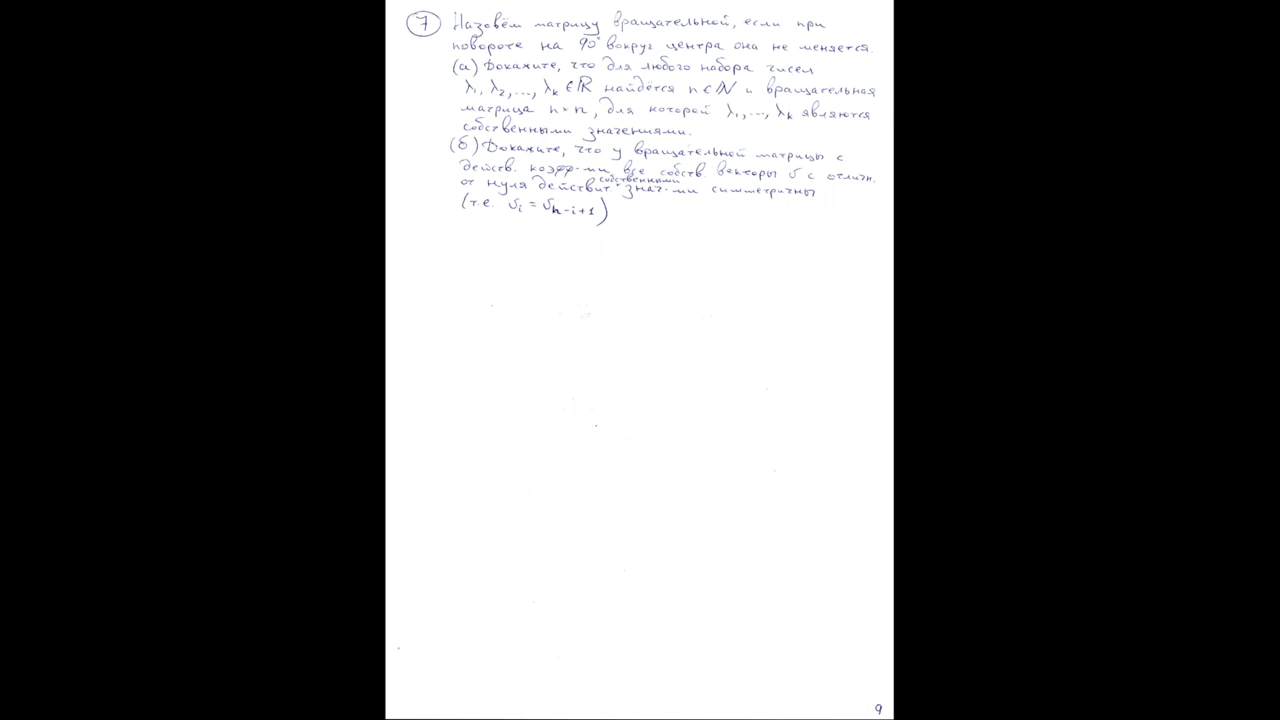 7 Назовём матрицу вращательной, если при
повороте на 90° вокруг центра она не меняется.
(а) Докажите, что для любого набора чисел
λ₁, λ₂, ..., λₖ ∈ ℝ найдётся n ∈ ℕ и вращательная
матрица n×n, для которой λ₁, ..., λₖ являются
собственными значениями.
(б) Докажите, что у вращательной матрицы с
действ. коэфф-ми все собств. векторы v с отличн.
от нуля действит. собственными знач-ми симметричны
(т.е. vᵢ = vₙ₋ᵢ₊₁)
9